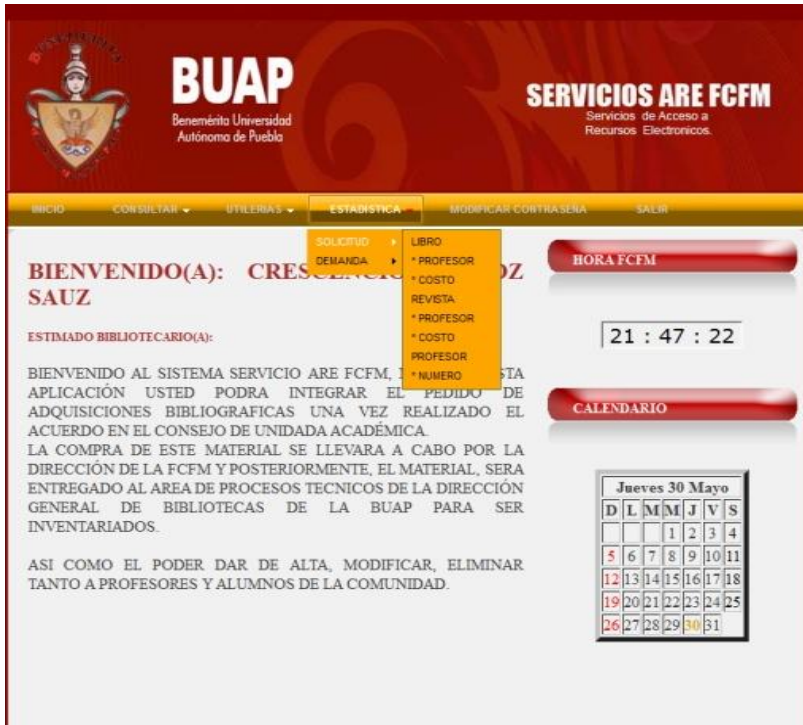 BUAP
Benemérita Universidad
Autónoma de Puebla
SERVICIOS ARE FCFM
Servicios de Acceso a
Recursos Electronicos.
INICIO CONSULTAR UTILERIAS ESTADISTICA MODIFICAR CONTRASEÑA SALIR
SOLICITUD
DEMANDA
LIBRO
* PROFESOR
* COSTO
REVISTA
* PROFESOR
* COSTO
PROFESOR
* NUMERO
BIENVENIDO(A): OZ
SAUZ
ESTIMADO BIBLIOTECARIO(A):
BIENVENIDO AL SISTEMA SERVICIO ARE FCFM,
APLICACIÓN USTED PODRA INTEGRAR EL PEDIDO DE
ADQUISICIONES BIBLIOGRAFICAS UNA VEZ REALIZADO EL
ACUERDO EN EL CONSEJO DE UNIDADA ACADÉMICA.
LA COMPRA DE ESTE MATERIAL SE LLEVARA A CABO POR LA
DIRECCIÓN DE LA FCFM Y POSTERIORMENTE, EL MATERIAL, SERA
ENTREGADO AL AREA DE PROCESOS TECNICOS DE LA DIRECCIÓN
GENERAL DE BIBLIOTECAS DE LA BUAP PARA SER
INVENTARIADOS.
ASI COMO EL PODER DAR DE ALTA, MODIFICAR, ELIMINAR
TANTO A PROFESORES Y ALUMNOS DE LA COMUNIDAD.
HORA FCFM
21 : 47 : 22
CALENDARIO
Jueves 30 Mayo
D L M M J V S
1 2 3 4
5 6 7 8 9 10 11
12 13 14 15 16 17 18
19 20 21 22 23 24 25
26 27 28 29 30 31